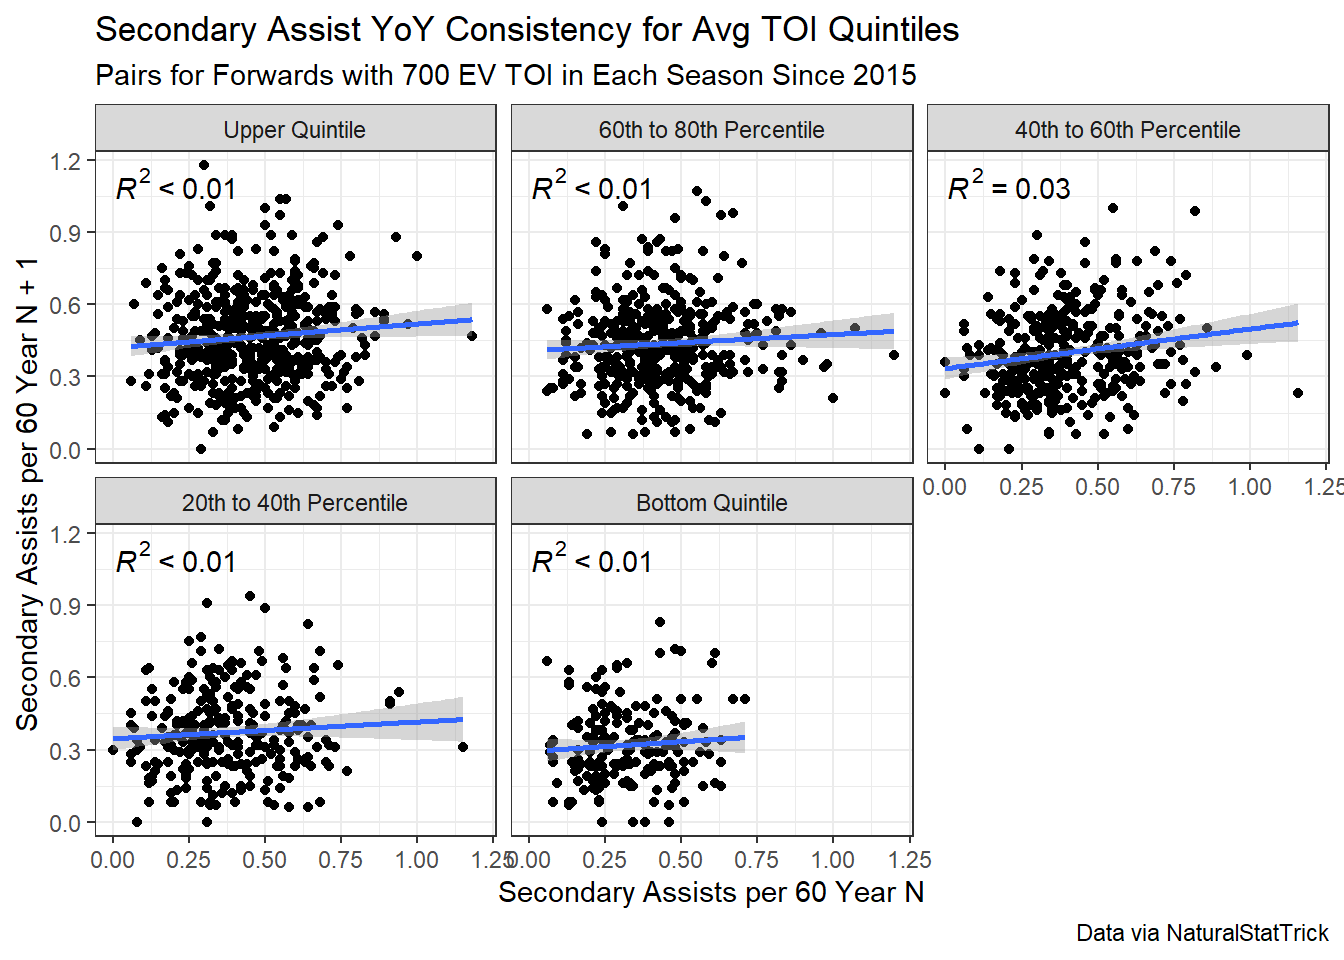 Secondary Assist YoY Consistency for Avg TOI Quintiles
Pairs for Forwards with 700 EV TOI in Each Season Since 2015
Upper Quintile
60th to 80th Percentile
40th to 60th Percentile
R² < 0.01
R² < 0.01
R² = 0.03
1.2
0.9
0.6
0.3
0.0
0.00 0.25 0.50 0.75 1.00 1.25
20th to 40th Percentile
Bottom Quintile
R² < 0.01
R² < 0.01
1.2
0.9
0.6
0.3
0.0
0.00 0.25 0.50 0.75 1.00 1.25
0.00 0.25 0.50 0.75 1.00 1.25
Secondary Assists per 60 Year N + 1
Secondary Assists per 60 Year N
Data via NaturalStatTrick